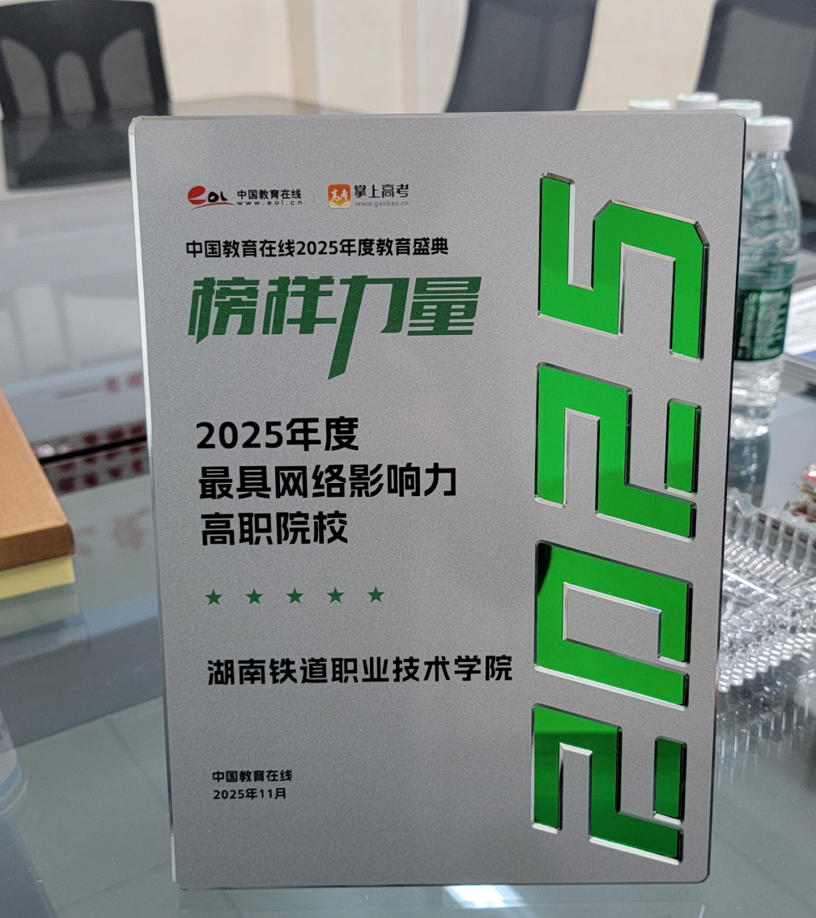 eol 中国教育在线
www.eol.cn
高考 掌上高考
www.gaokao.cn
中国教育在线2025年度教育盛典
榜样力量
2025年度
最具网络影响力
高职院校
湖南铁道职业技术学院
中国教育在线
2025年11月
2025